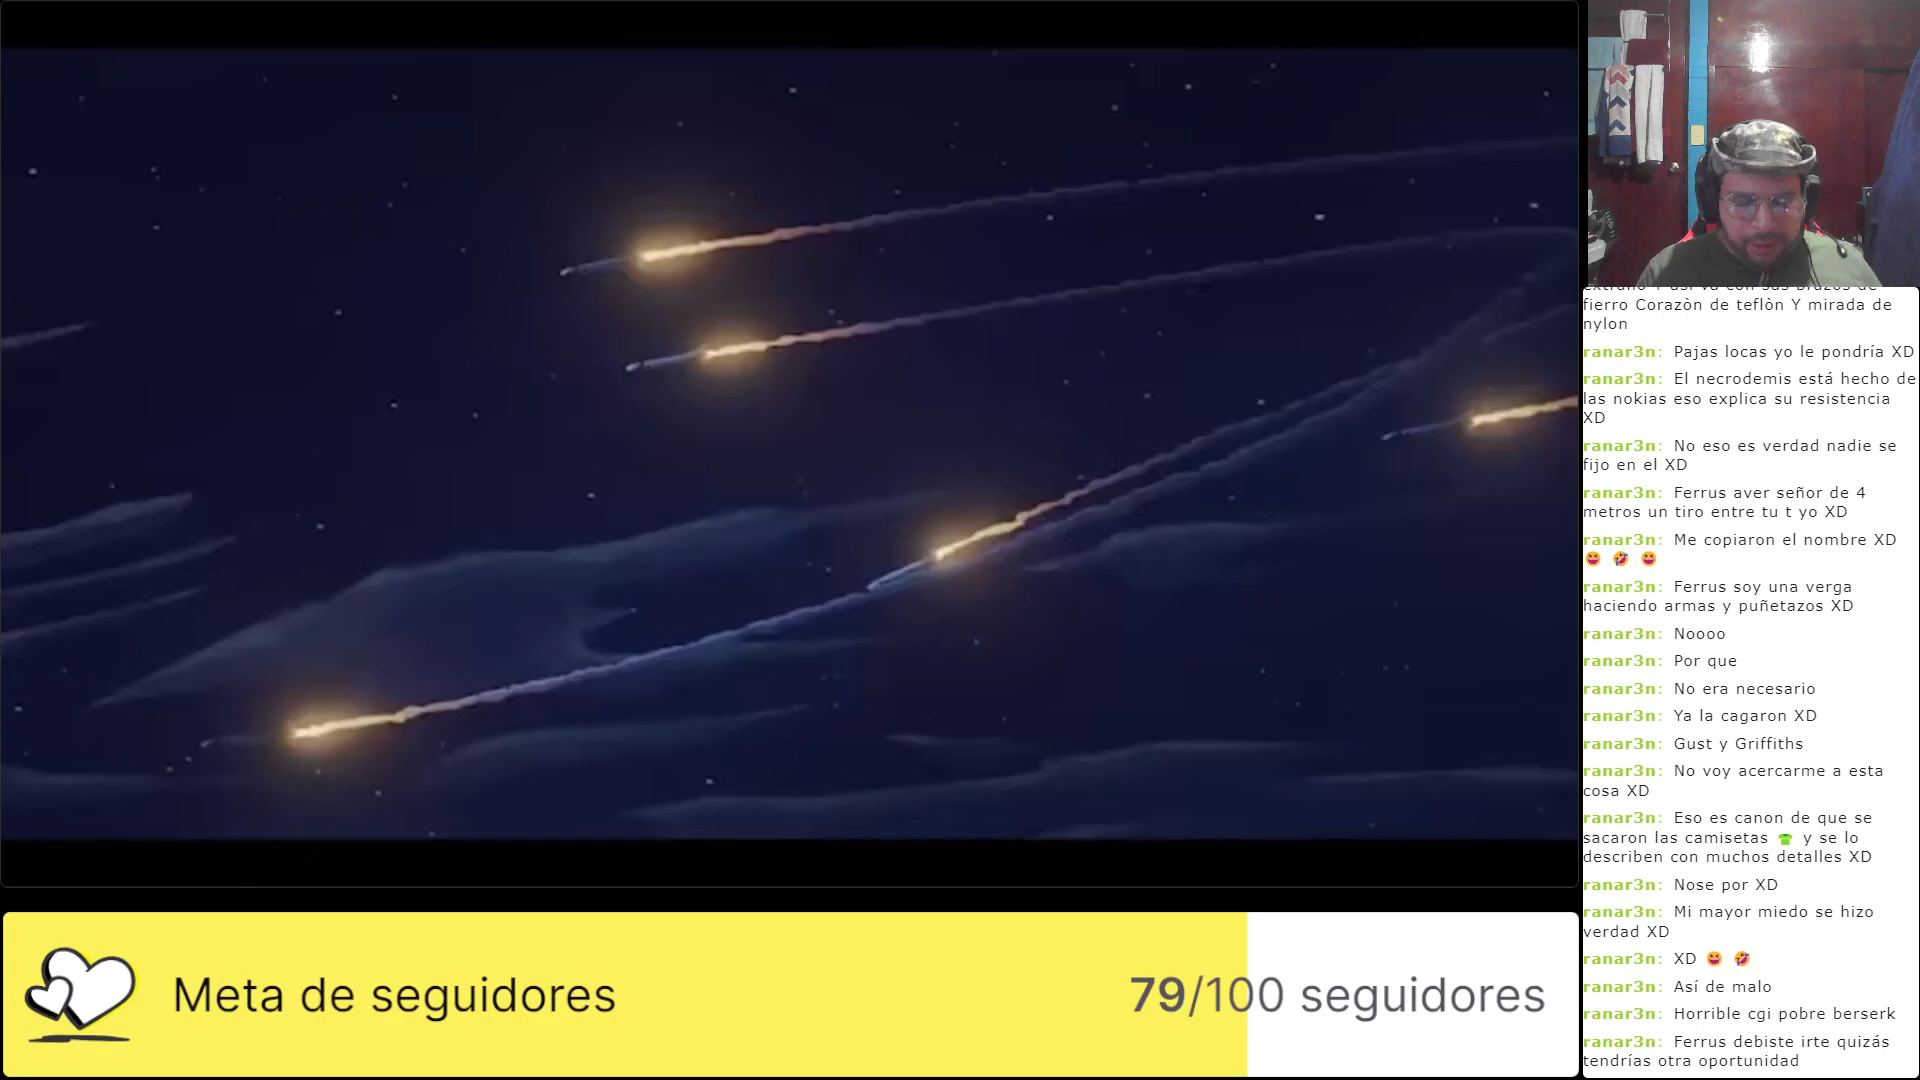 Meta de seguidores
79/100 seguidores
fierro Corazòn de teflòn Y mirada de
nylon
ranar3n: Pajas locas yo le pondría XD
ranar3n: El necrodemis está hecho de
las nokias eso explica su resistencia
XD
ranar3n: No eso es verdad nadie se
fijo en el XD
ranar3n: Ferrus aver señor de 4
metros un tiro entre tu t yo XD
ranar3n: Me copiaron el nombre XD
😆 🤣 😆
ranar3n: Ferrus soy una verga
haciendo armas y puñetazos XD
ranar3n: Noooo
ranar3n: Por que
ranar3n: No era necesario
ranar3n: Ya la cagaron XD
ranar3n: Gust y Griffiths
ranar3n: No voy acercarme a esta
cosa XD
ranar3n: Eso es canon de que se
sacaron las camisetas 👕 y se lo
describen con muchos detalles XD
ranar3n: Nose por XD
ranar3n: Mi mayor miedo se hizo
verdad XD
ranar3n: XD 😆 🤣
ranar3n: Así de malo
ranar3n: Horrible cgi pobre berserk
ranar3n: Ferrus debiste irte quizás
tendrías otra oportunidad